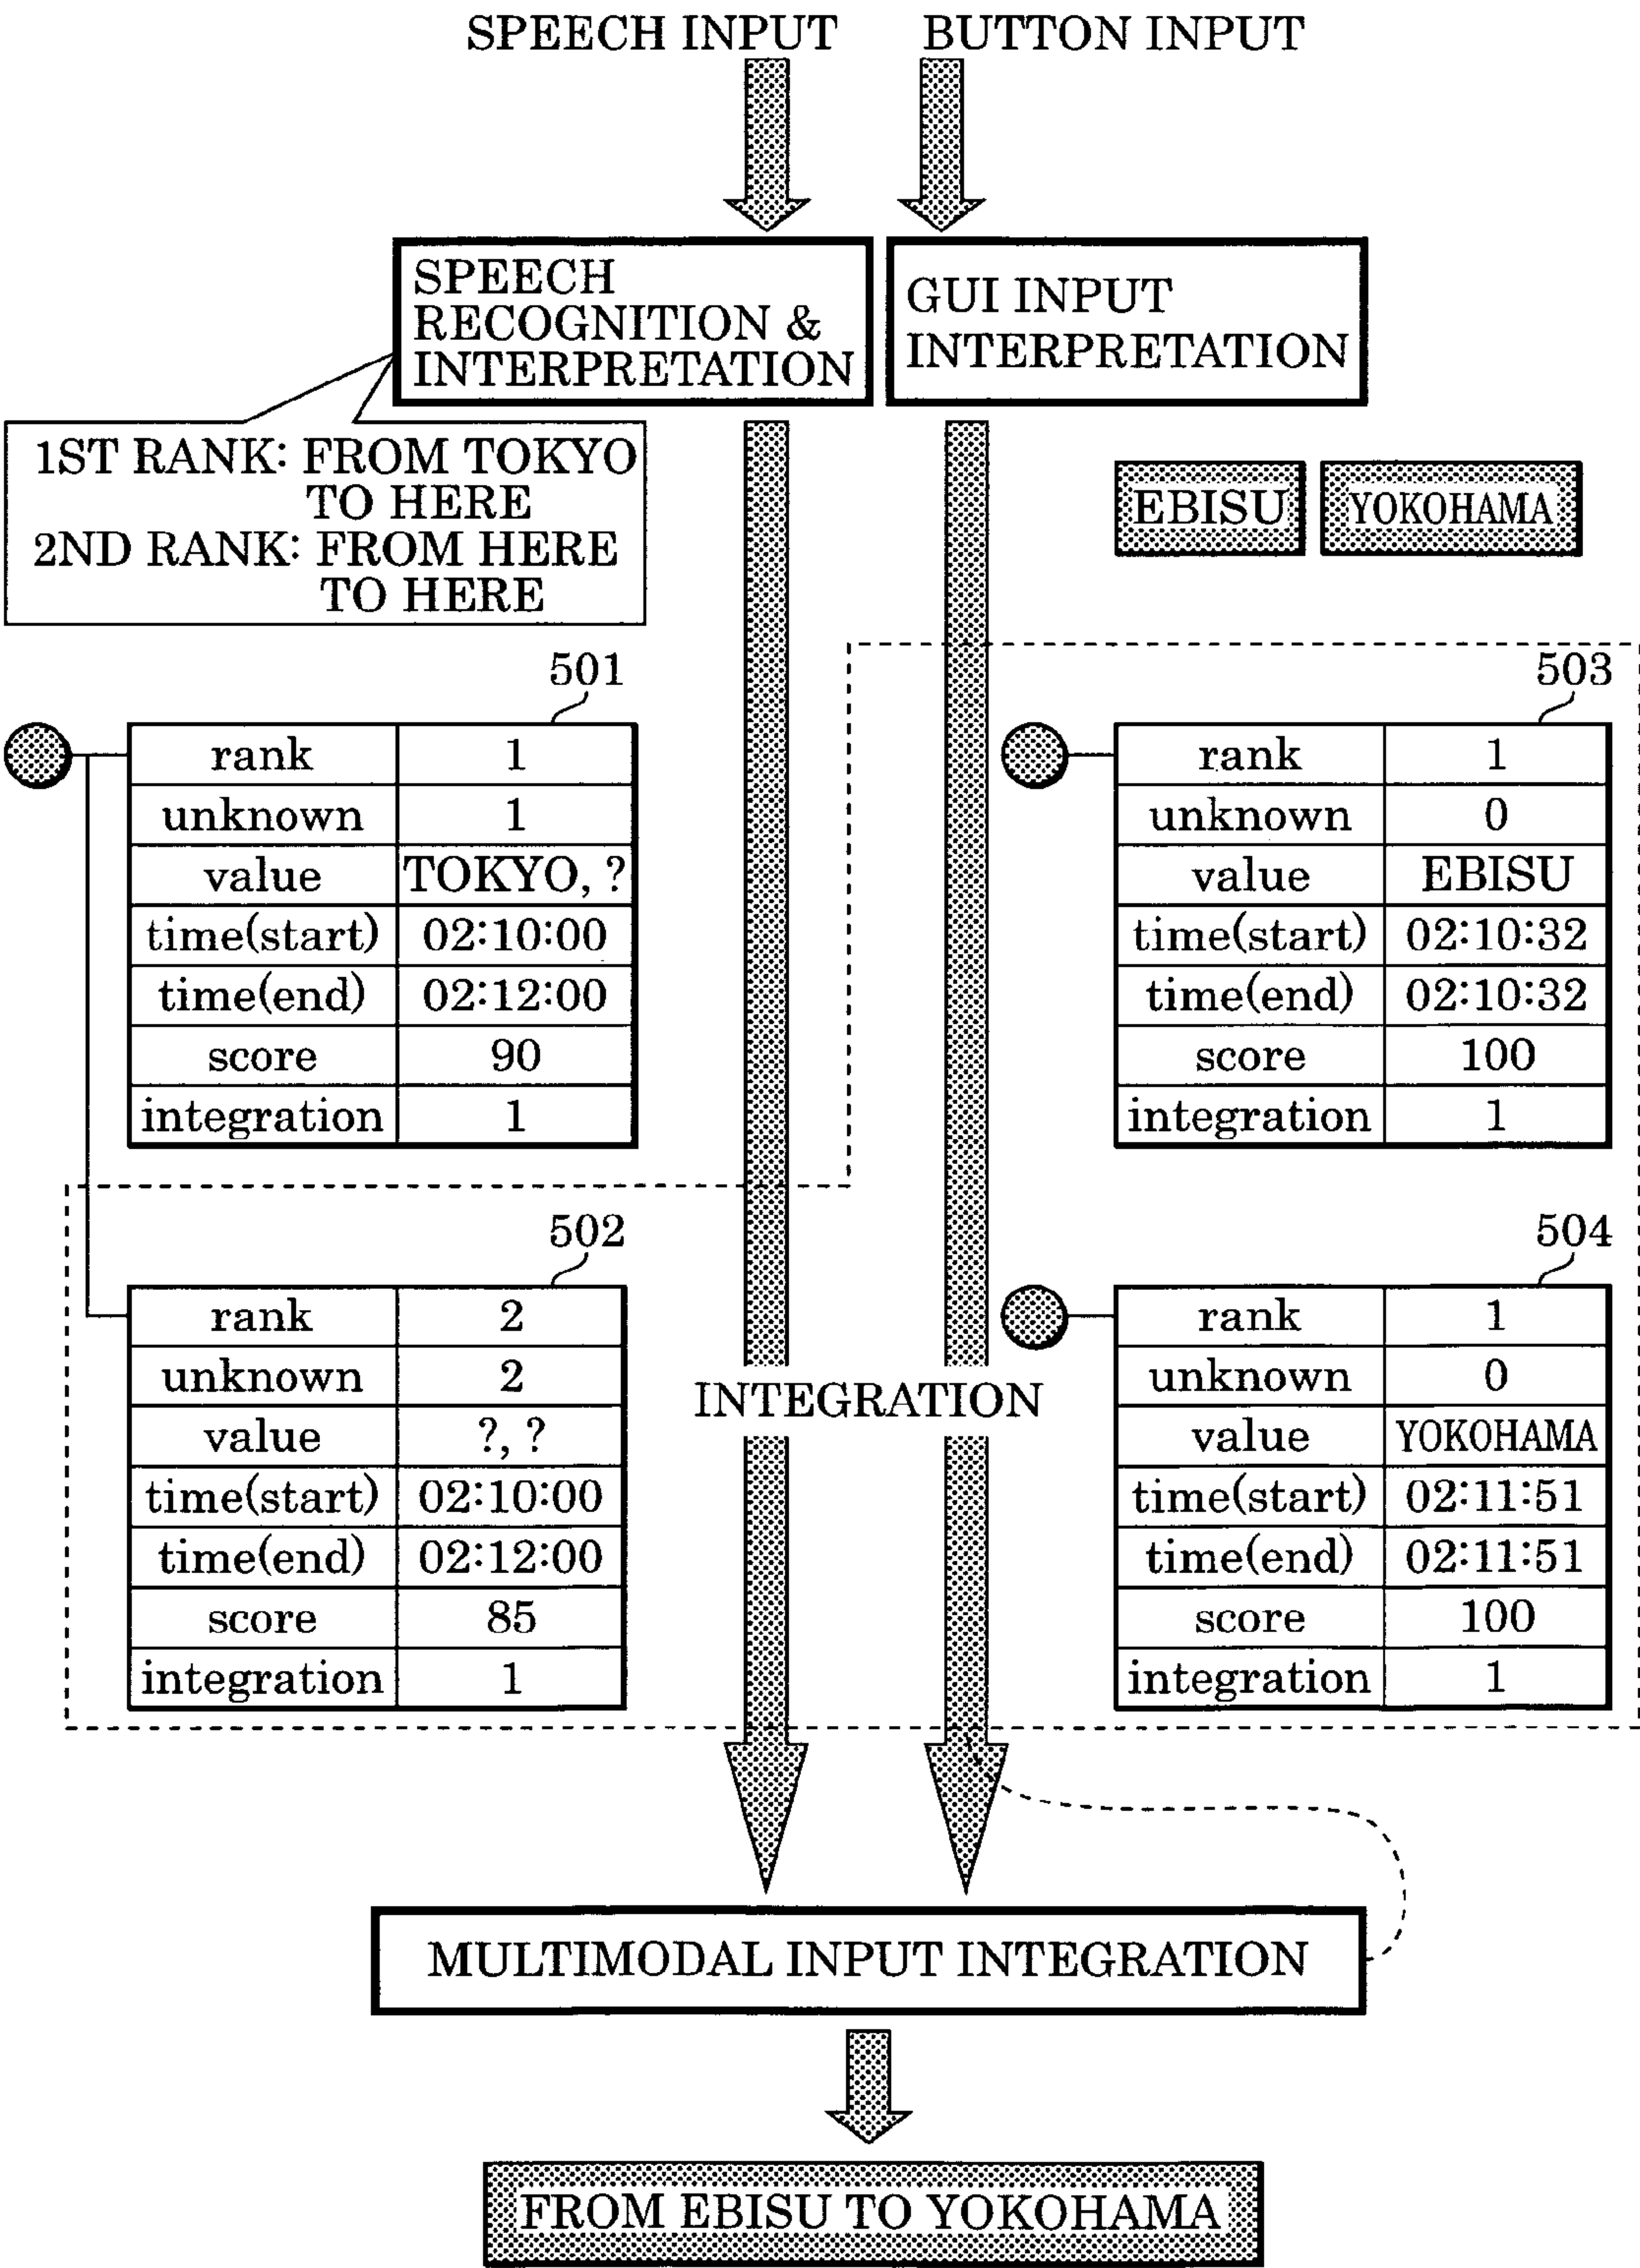 SPEECH INPUT
BUTTON INPUT
SPEECH
RECOGNITION &
INTERPRETATION
GUI INPUT
INTERPRETATION
1ST RANK: FROM TOKYO
TO HERE
2ND RANK: FROM HERE
TO HERE
EBISU
YOKOHAMA
501
rank 1
unknown 1
value TOKYO, ?
time(start) 02:10:00
time(end) 02:12:00
score 90
integration 1
503
rank 1
unknown 0
value EBISU
time(start) 02:10:32
time(end) 02:10:32
score 100
integration 1
502
rank 2
unknown 2
value ?, ?
time(start) 02:10:00
time(end) 02:12:00
score 85
integration 1
INTEGRATION
504
rank 1
unknown 0
value YOKOHAMA
time(start) 02:11:51
time(end) 02:11:51
score 100
integration 1
MULTIMODAL INPUT INTEGRATION
FROM EBISU TO YOKOHAMA